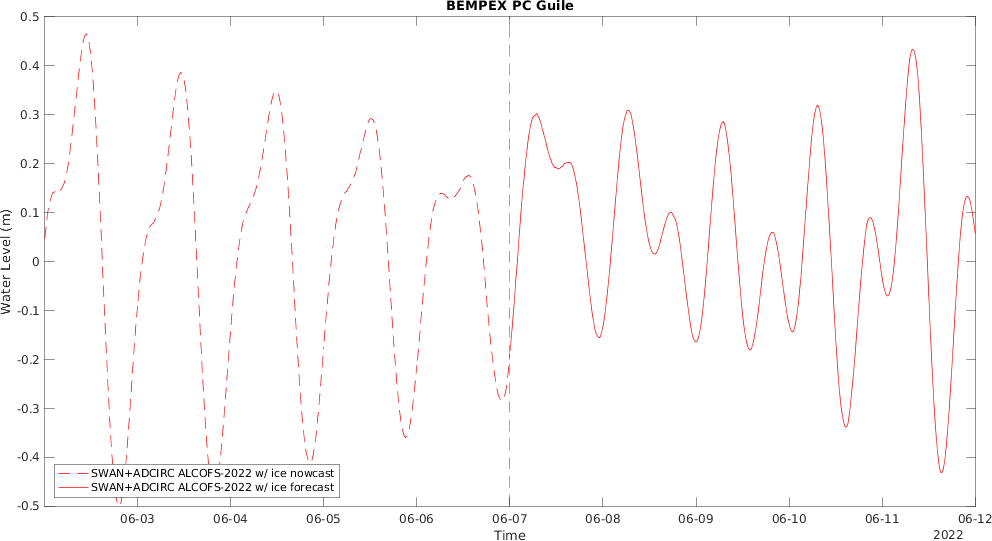 BEMPEX PC Guile
0.5
0.4
0.3
0.2
0.1
0
-0.1
-0.2
-0.3
-0.4
-0.5
Water Level (m)
SWAN+ADCIRC ALCOFS-2022 w/ ice nowcast
SWAN+ADCIRC ALCOFS-2022 w/ ice forecast
06-03 06-04 06-05 06-06 06-07 06-08 06-09 06-10 06-11 06-12
Time
2022